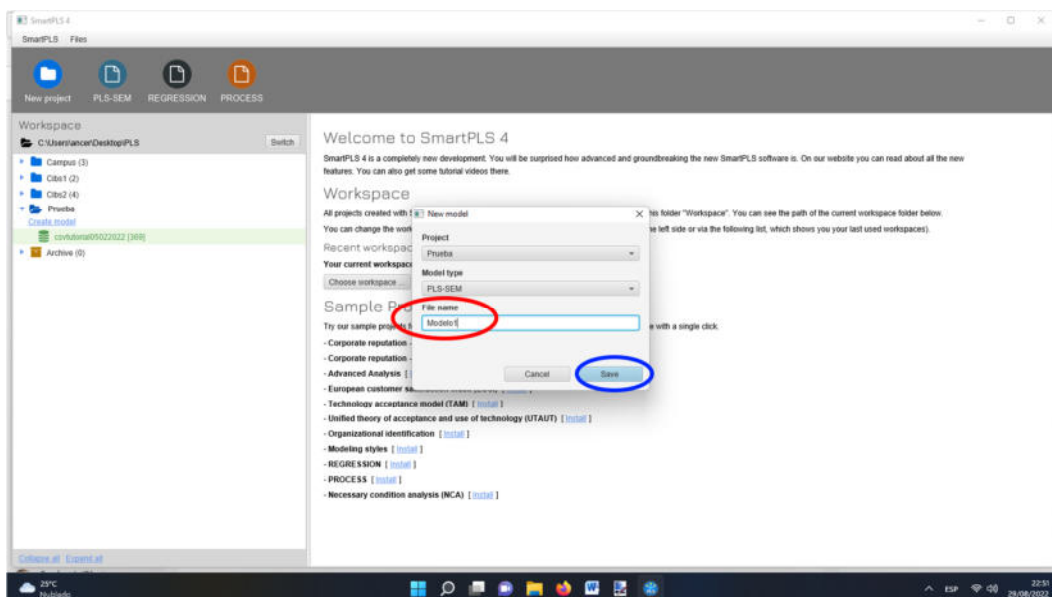 SmartPLS 4
SmartPLS Files
New project PLS-SEM REGRESSION PROCESS
Workspace
C:\Users\ancer\Desktop\PLS Switch
Campus (3)
Cibs1 (2)
Cibs2 (4)
Prueba
Create model
csvtutorial05022022 [369]
Archive (0)
Collapse all Expand all
Welcome to SmartPLS 4
SmartPLS 4 is a completely new development. You will be surprised how advanced and groundbreaking the new SmartPLS software is. On our website you can read about all the new
features. You can also get some tutorial videos there.
Workspace
All projects created with his folder "Workspace". You can see the path of the current workspace folder below.
You can change the work he left side or via the following list, which shows you your last used workspaces).
Recent workspac
Your current workspace
Choose workspace ...
Sample Pro
Try our sample projects e with a single click.
- Corporate reputation -
- Corporate reputation -
- Advanced Analysis [
- European customer
- Technology acceptance model (TAM) [ Install ]
- Unified theory of acceptance and use of technology (UTAUT) [ Install ]
- Organizational identification [ Install ]
- Modeling styles [ Install ]
- REGRESSION [ Install ]
- PROCESS [ Install ]
- Necessary condition analysis (NCA) [ Install ]
New model
Project
Prueba
Model type
PLS-SEM
File name
Modelo1
Cancel Save
25°C
Nublado
ESP
22:51
29/08/2022